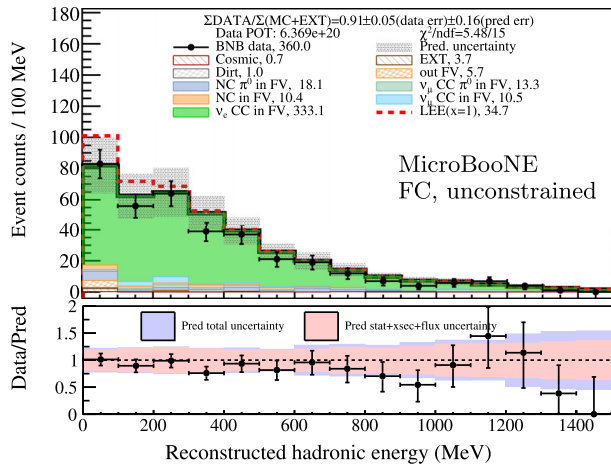 ΣDATA/Σ(MC+EXT)=0.91±0.05(data err)±0.16(pred err)
Data POT: 6.369e+20 χ²/ndf=5.48/15
BNB data, 360.0 Pred. uncertainty
Cosmic, 0.7 EXT, 3.7
Dirt, 1.0 out FV, 5.7
NC π⁰ in FV, 18.1 νμ CC π⁰ in FV, 13.3
NC in FV, 10.4 νμ CC in FV, 10.5
νe CC in FV, 333.1 LEE(x=1), 34.7
MicroBooNE
FC, unconstrained
Event counts / 100 MeV
180
160
140
120
100
80
60
40
20
0
Pred total uncertainty Pred stat+xsec+flux uncertainty
Data/Pred
2
1.5
1
0.5
0
0 200 400 600 800 1000 1200 1400
Reconstructed hadronic energy (MeV)